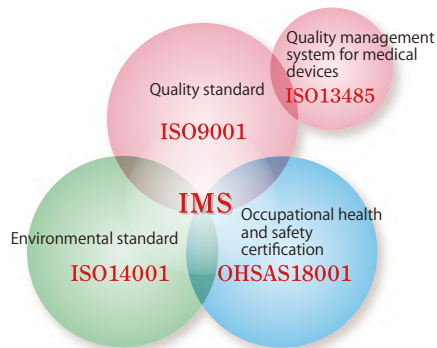 Quality management
system for medical
devices
ISO13485
Quality standard
ISO9001
IMS
Environmental standard
ISO14001
Occupational health
and safety
certification
OHSAS18001